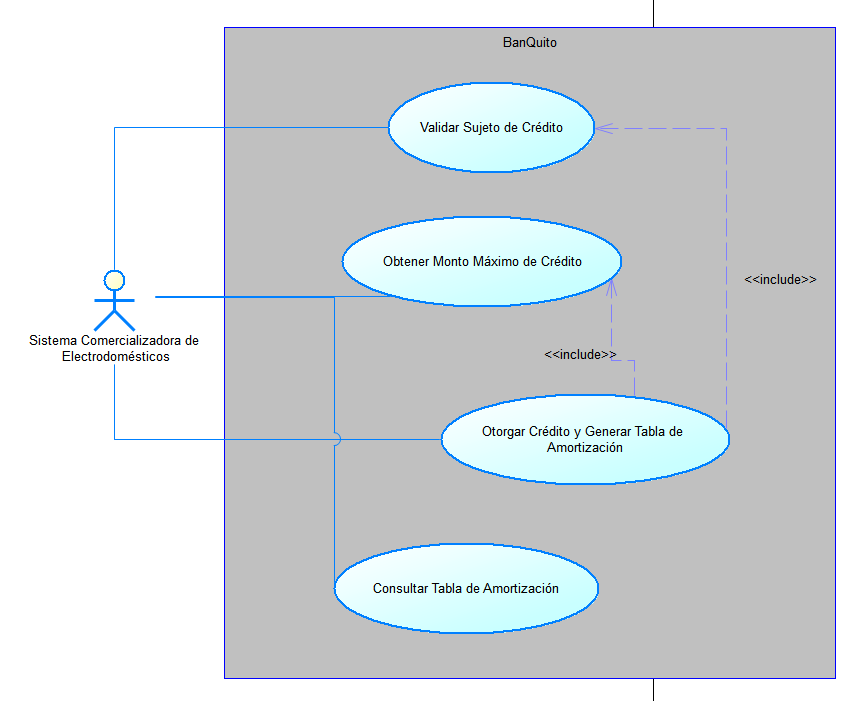 BanQuito
Validar Sujeto de Crédito
Obtener Monto Máximo de Crédito
<<include>>
Sistema Comercializadora de
Electrodomésticos
<<include>>
Otorgar Crédito y Generar Tabla de
Amortización
Consultar Tabla de Amortización